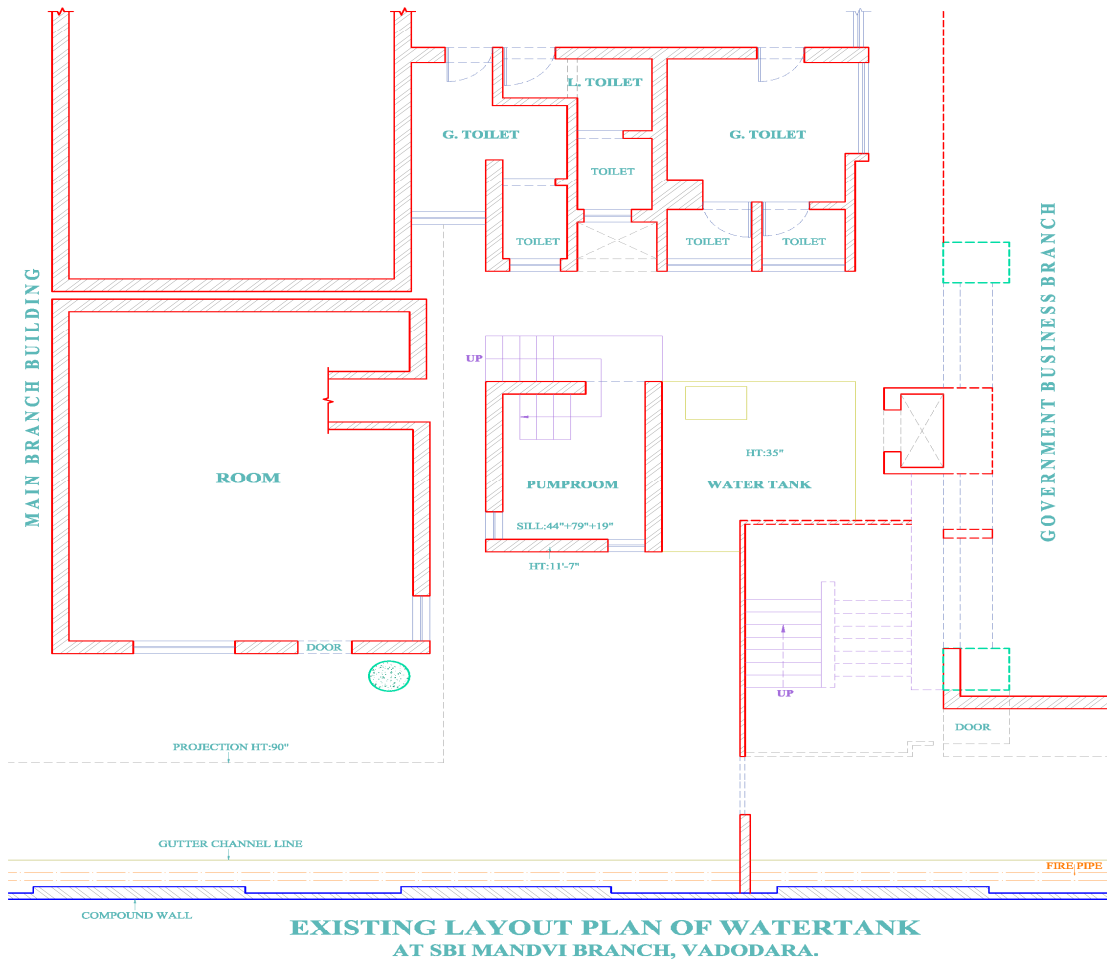 L. TOILET
G. TOILET
G. TOILET
TOILET
TOILET
TOILET
TOILET
MAIN BRANCH BUILDING
GOVERNMENT BUSINESS BRANCH
UP
HT:35"
ROOM
PUMPROOM
WATER TANK
SILL:44"+79"+19"
HT:11'-7"
DOOR
UP
DOOR
PROJECTION HT:90"
GUTTER CHANNEL LINE
FIRE PIPE
COMPOUND WALL
EXISTING LAYOUT PLAN OF WATERTANK
AT SBI MANDVI BRANCH, VADODARA.